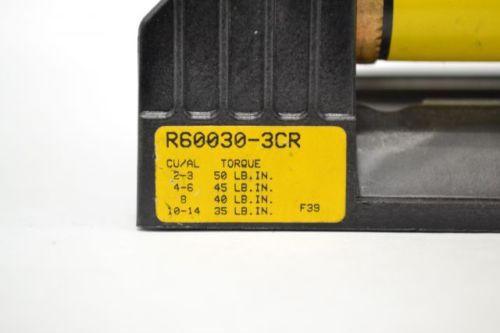 R60030-3CR
CU/AL TORQUE
2-3 50 LB.IN.
4-6 45 LB.IN.
8 40 LB.IN.
10-14 35 LB.IN. F39